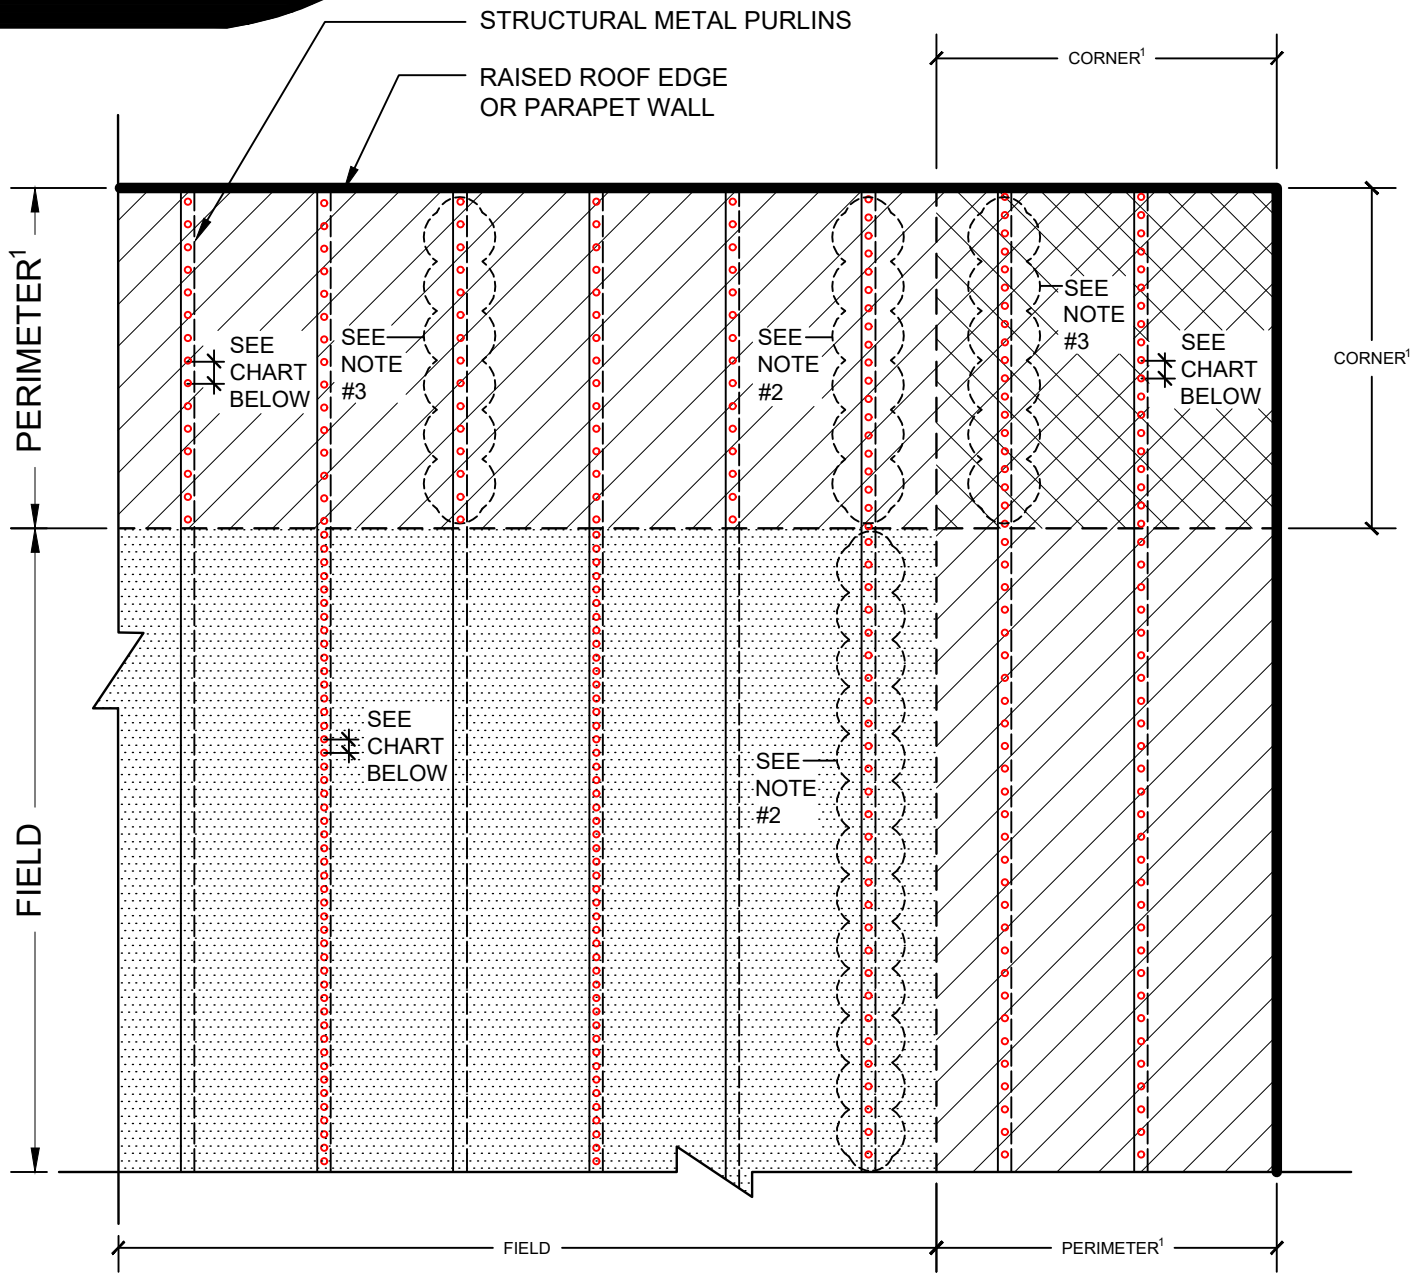 STRUCTURAL METAL PURLINS
RAISED ROOF EDGE
OR PARAPET WALL
CORNER¹
PERIMETER¹
SEE
CHART
BELOW
SEE
NOTE
#3
SEE
NOTE
#2
SEE
NOTE
#3
SEE
CHART
BELOW
CORNER¹
FIELD
SEE
CHART
BELOW
SEE
NOTE
#2
FIELD
PERIMETER¹